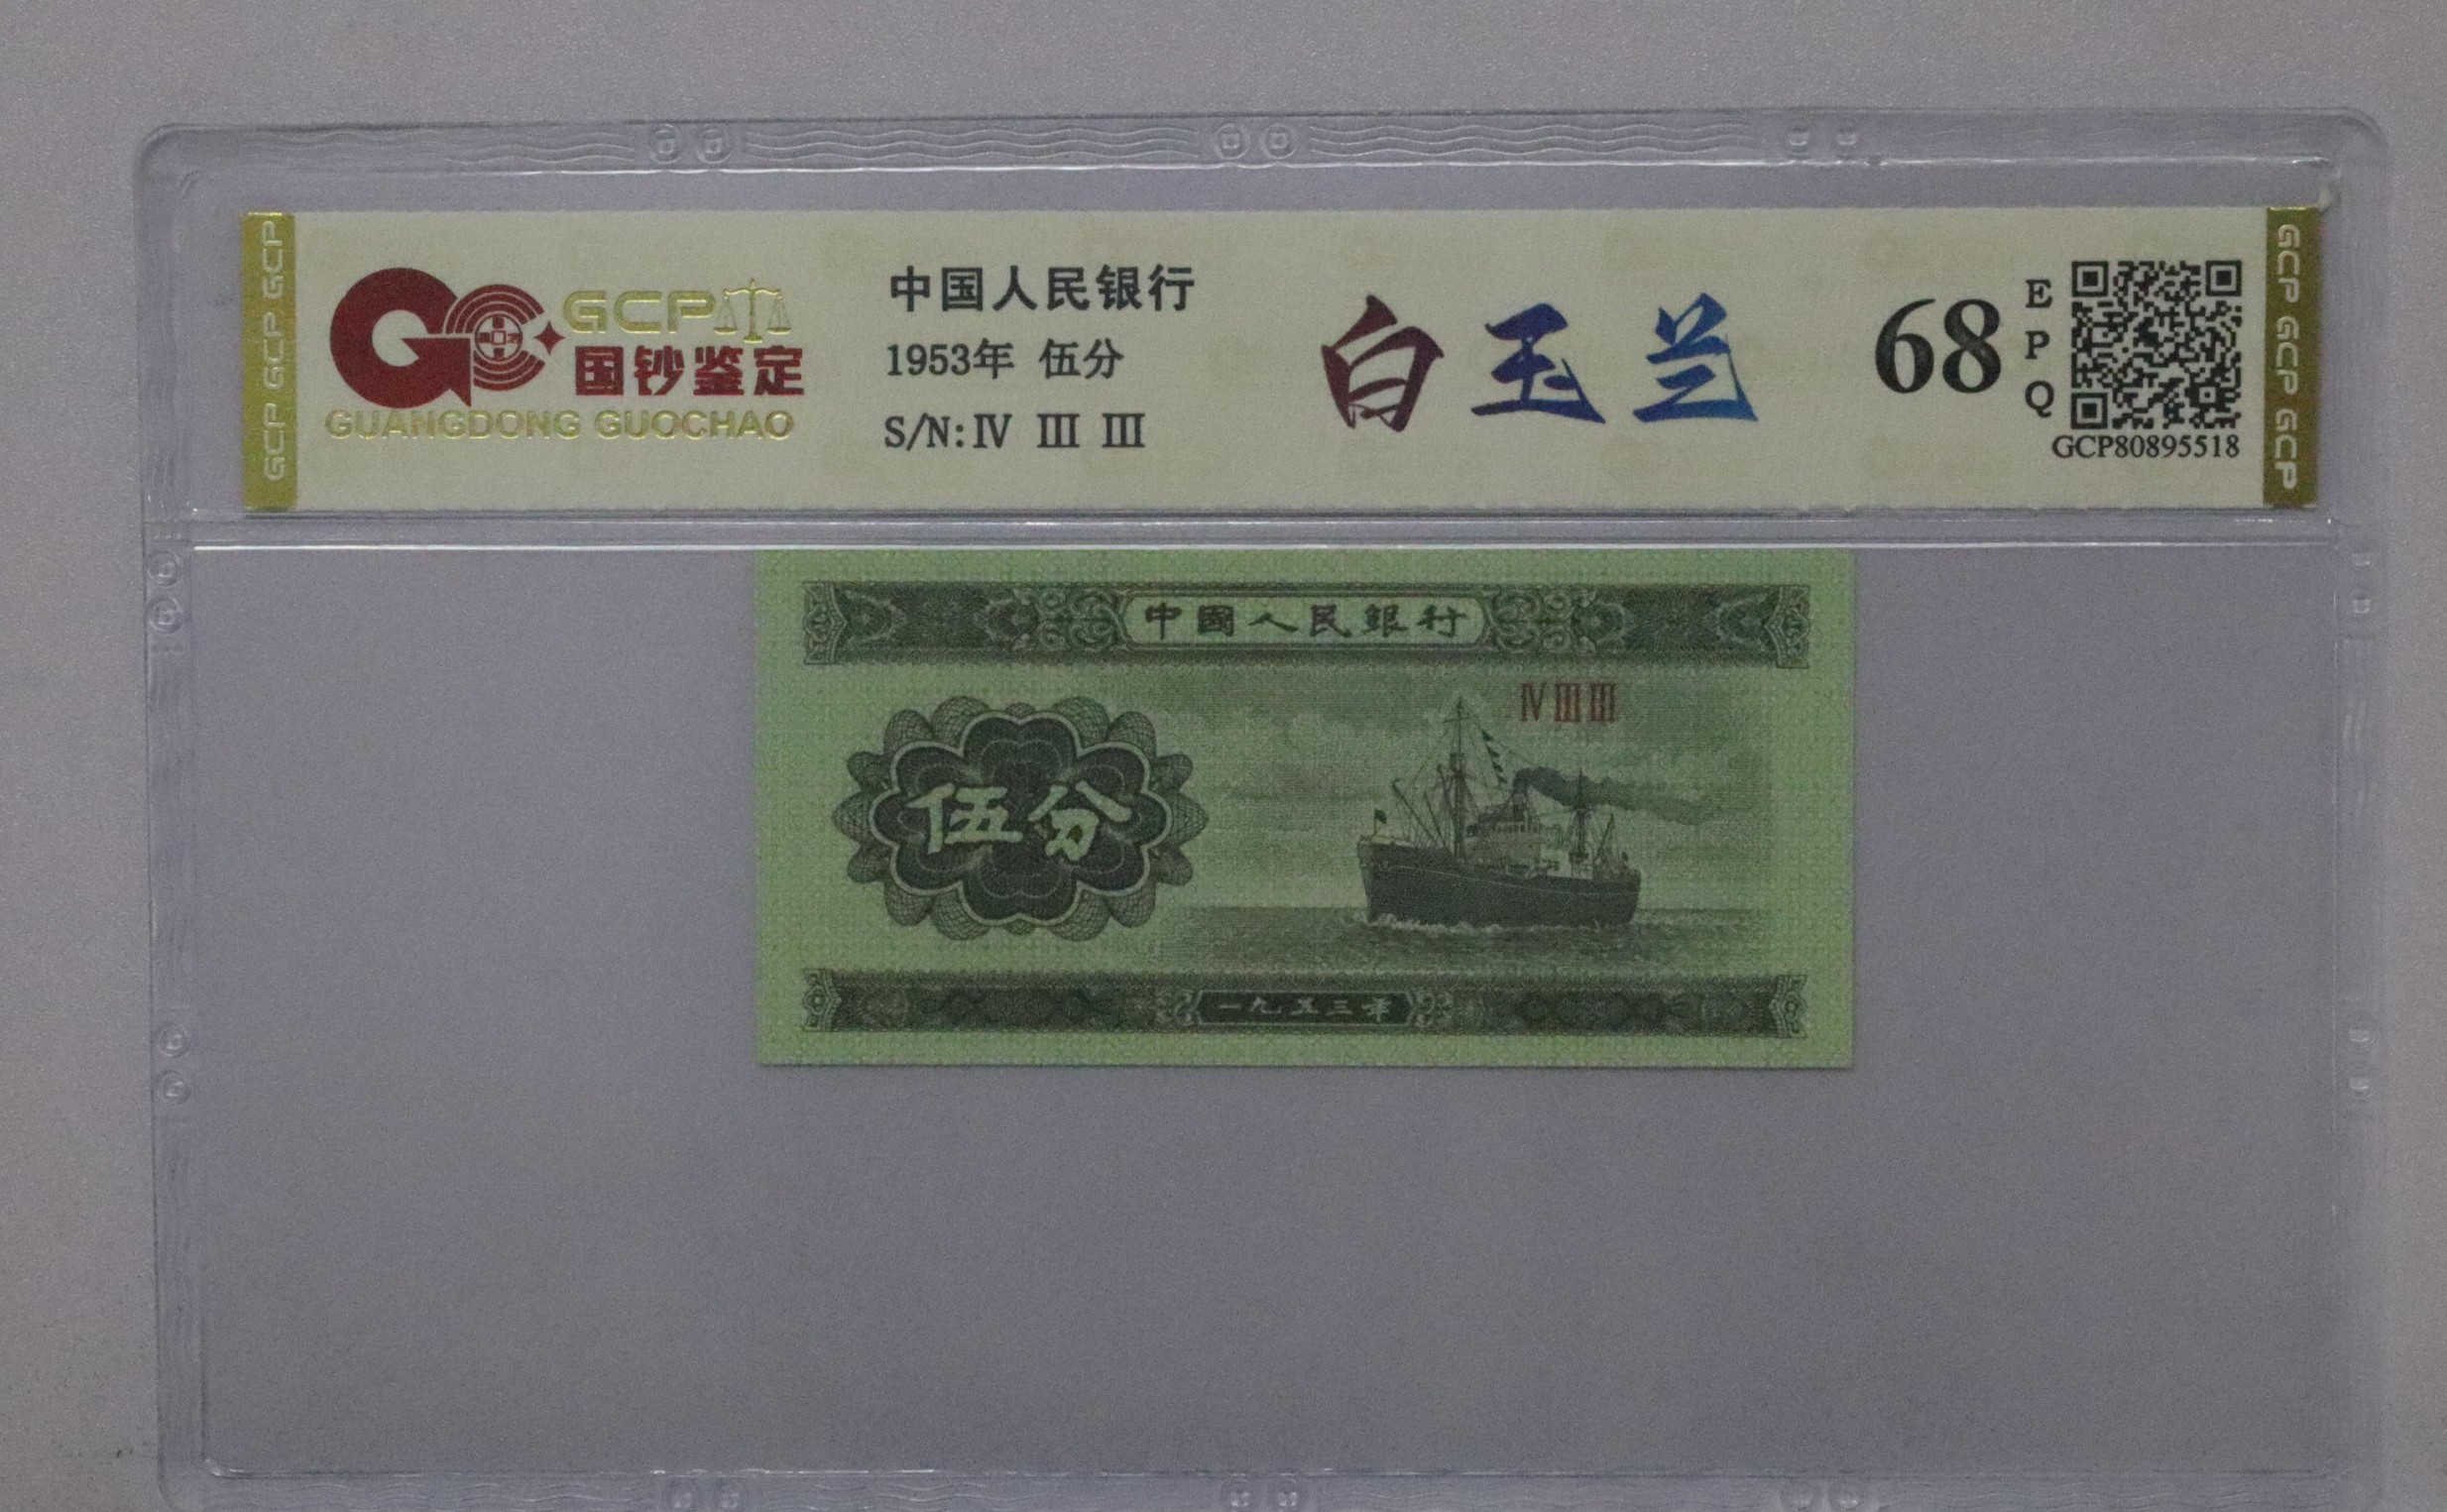 GCP GCP GCP
GCP
国钞鉴定
GUANGDONG GUOCHAO
中国人民银行
1953年 伍分
S/N: Ⅳ Ⅲ Ⅲ
白玉兰
68
EPQ
GCP80895518
GCP GCP GCP
中國人民銀行
Ⅳ Ⅲ Ⅲ
伍分
一九五三年